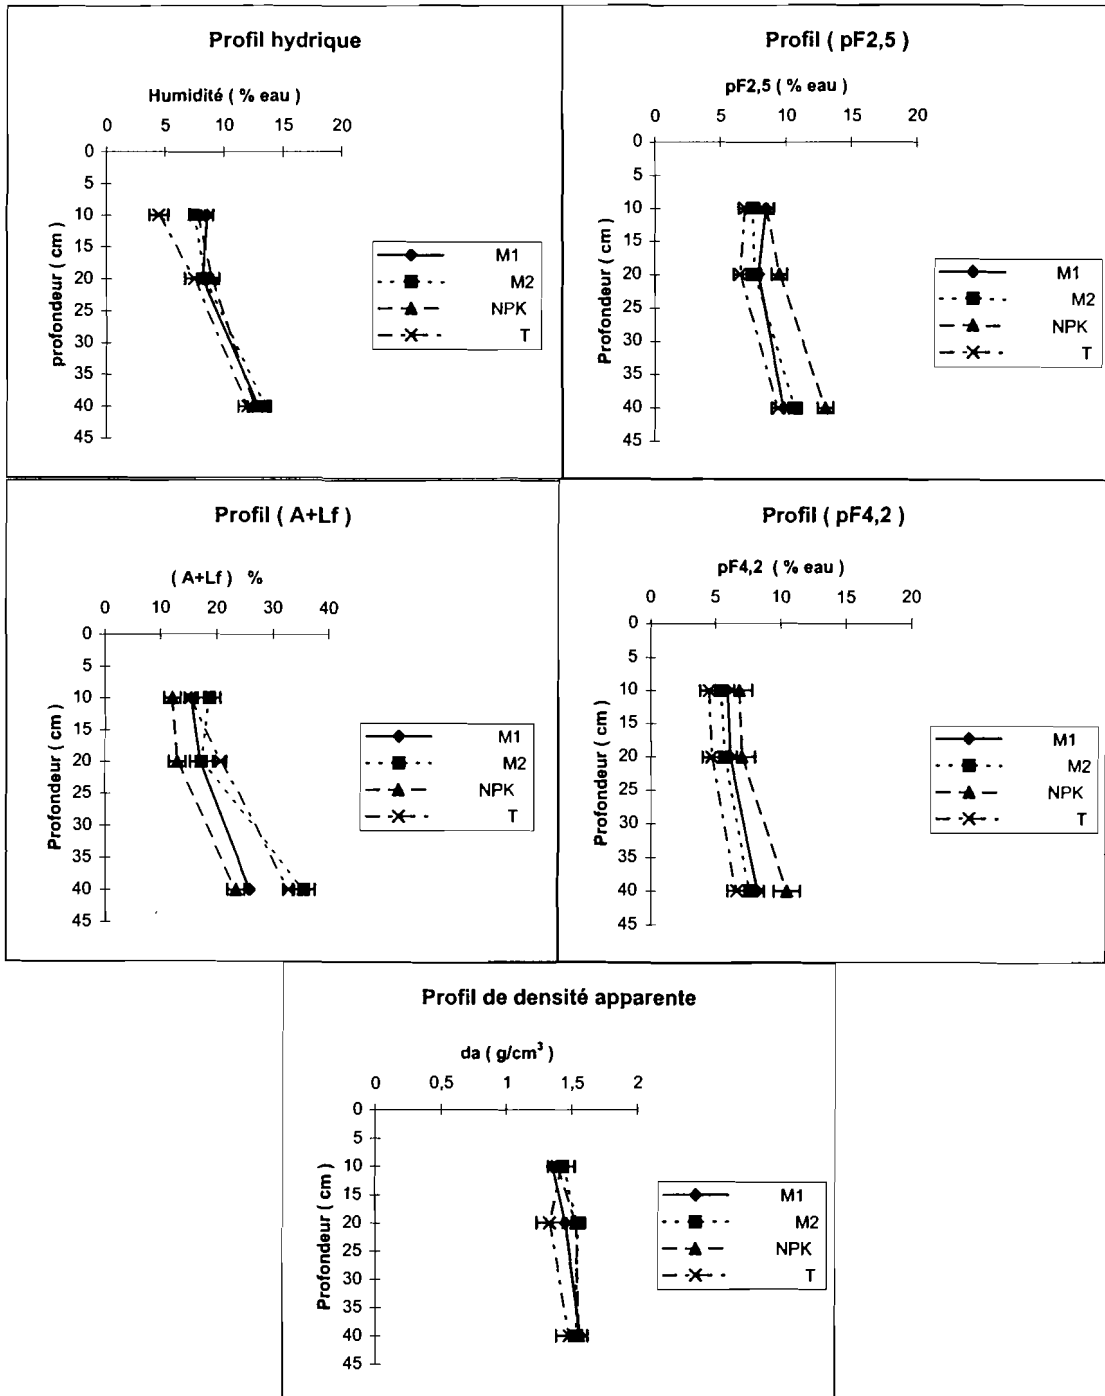 Profil hydrique
Humidité ( % eau )
0 5 10 15 20
0
5
10
15
20
25
30
35
40
45
profondeur ( cm )
M1
M2
NPK
T
Profil ( pF2,5 )
pF2,5 ( % eau )
0 5 10 15 20
0
5
10
15
20
25
30
35
40
45
Profondeur ( cm )
M1
M2
NPK
T
Profil ( A+Lf )
( A+Lf ) %
0 10 20 30 40
0
5
10
15
20
25
30
35
40
45
Profondeur ( cm )
M1
M2
NPK
T
Profil ( pF4,2 )
pF4,2 ( % eau )
0 5 10 15 20
0
5
10
15
20
25
30
35
40
45
Profondeur ( cm )
M1
M2
NPK
T
Profil de densité apparente
da ( g/cm³ )
0 0,5 1 1,5 2
0
5
10
15
20
25
30
35
40
45
Profondeur ( cm )
M1
M2
NPK
T